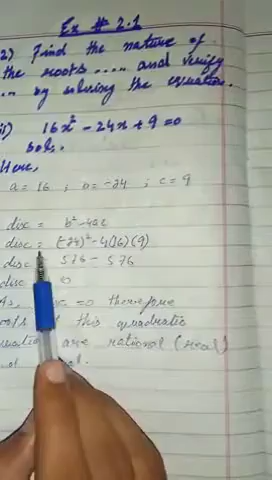 Ex # 2.1
2) Find the nature of
the roots ..... and verify
... by solving the equation.
ii) 16x² - 24x + 9 = 0
Sol:.
Here,
a = 16 ; b = -24 ; c = 9
disc = b² - 4ac
disc = (-24)² - 4(16)(9)
disc 576 - 576
disc 0
As, =0 therefore
roots this quadratic
are rational (real)